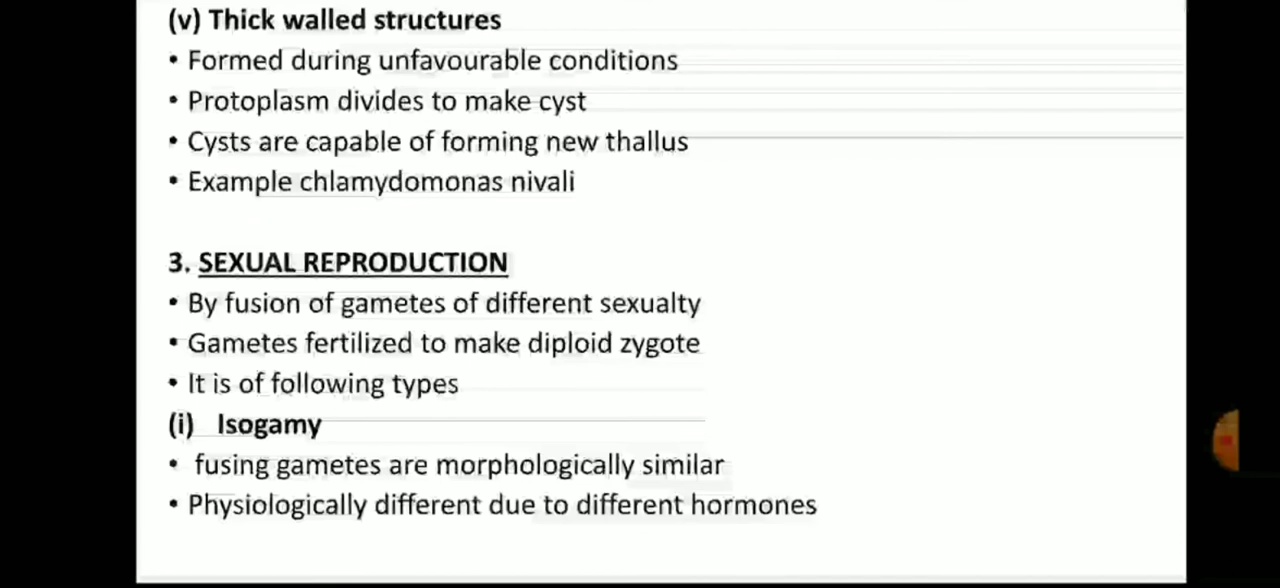 (v) Thick walled structures
• Formed during unfavourable conditions
• Protoplasm divides to make cyst
• Cysts are capable of forming new thallus
• Example chlamydomonas nivali
3. SEXUAL REPRODUCTION
• By fusion of gametes of different sexualty
• Gametes fertilized to make diploid zygote
• It is of following types
(i) Isogamy
• fusing gametes are morphologically similar
• Physiologically different due to different hormones